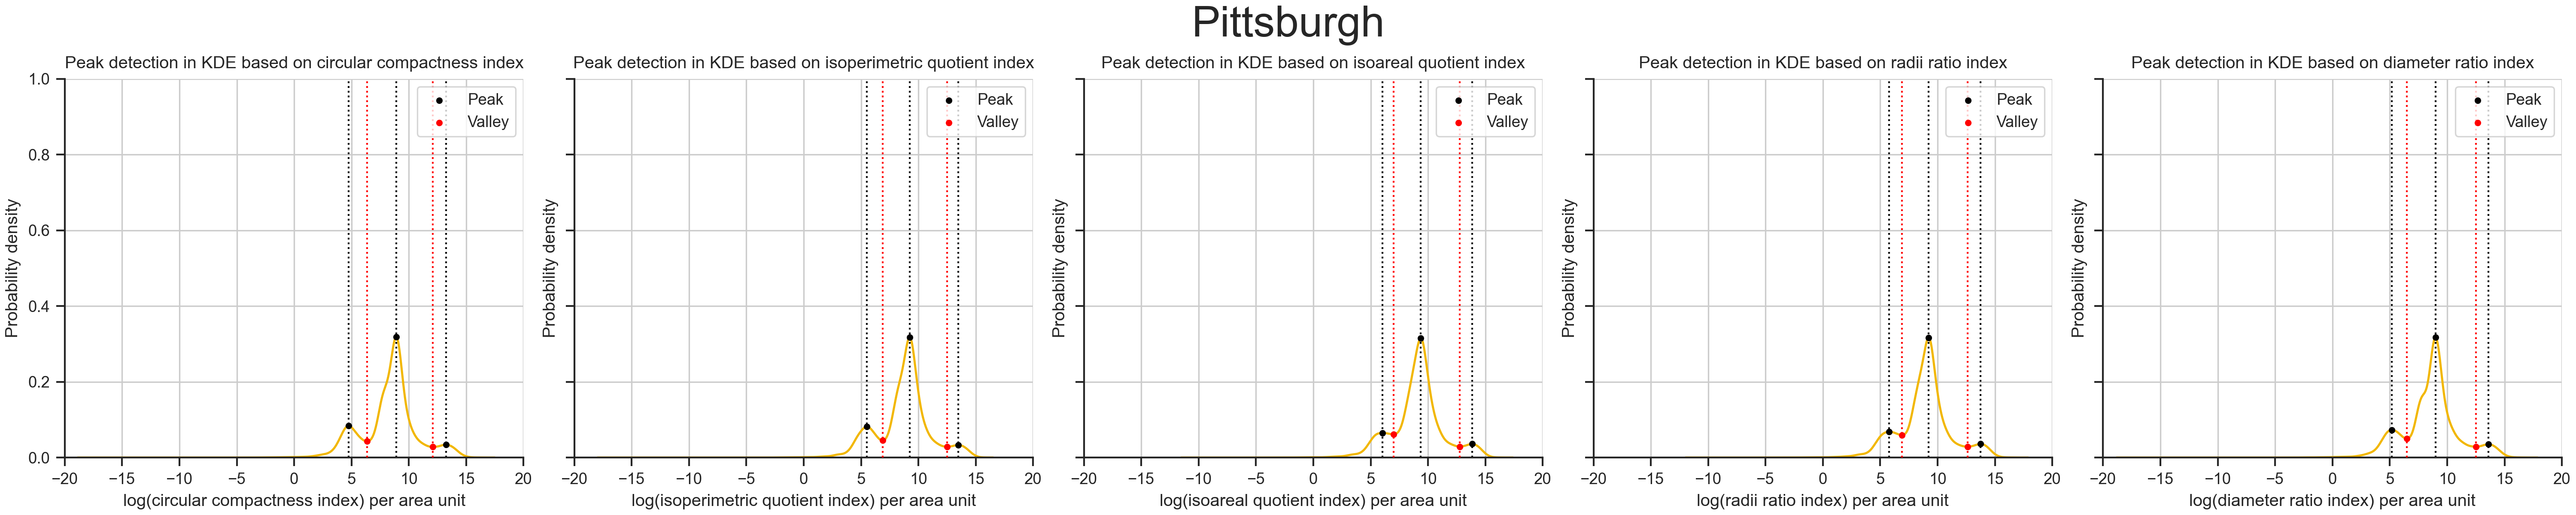 Pittsburgh
Peak detection in KDE based on circular compactness index
1.0
0.8
0.6
0.4
0.2
0.0
Probability density
Peak
Valley
−20 −15 −10 −5 0 5 10 15 20
log(circular compactness index) per area unit
Peak detection in KDE based on isoperimetric quotient index
Probability density
Peak
Valley
−20 −15 −10 −5 0 5 10 15 20
log(isoperimetric quotient index) per area unit
Peak detection in KDE based on isoareal quotient index
Probability density
Peak
Valley
−20 −15 −10 −5 0 5 10 15 20
log(isoareal quotient index) per area unit
Peak detection in KDE based on radii ratio index
Probability density
Peak
Valley
−20 −15 −10 −5 0 5 10 15 20
log(radii ratio index) per area unit
Peak detection in KDE based on diameter ratio index
Probability density
Peak
Valley
−20 −15 −10 −5 0 5 10 15 20
log(diameter ratio index) per area unit